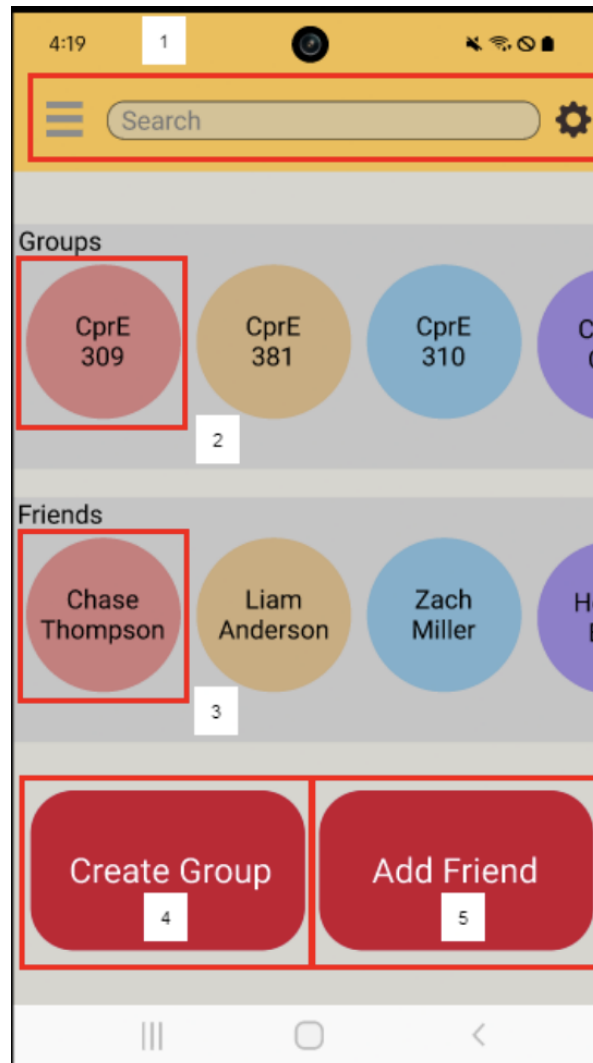 4:19
1
Search
Groups
CprE
309
CprE
381
CprE
310
C
2
Friends
Chase
Thompson
Liam
Anderson
Zach
Miller
3
Create Group
Add Friend
4
5